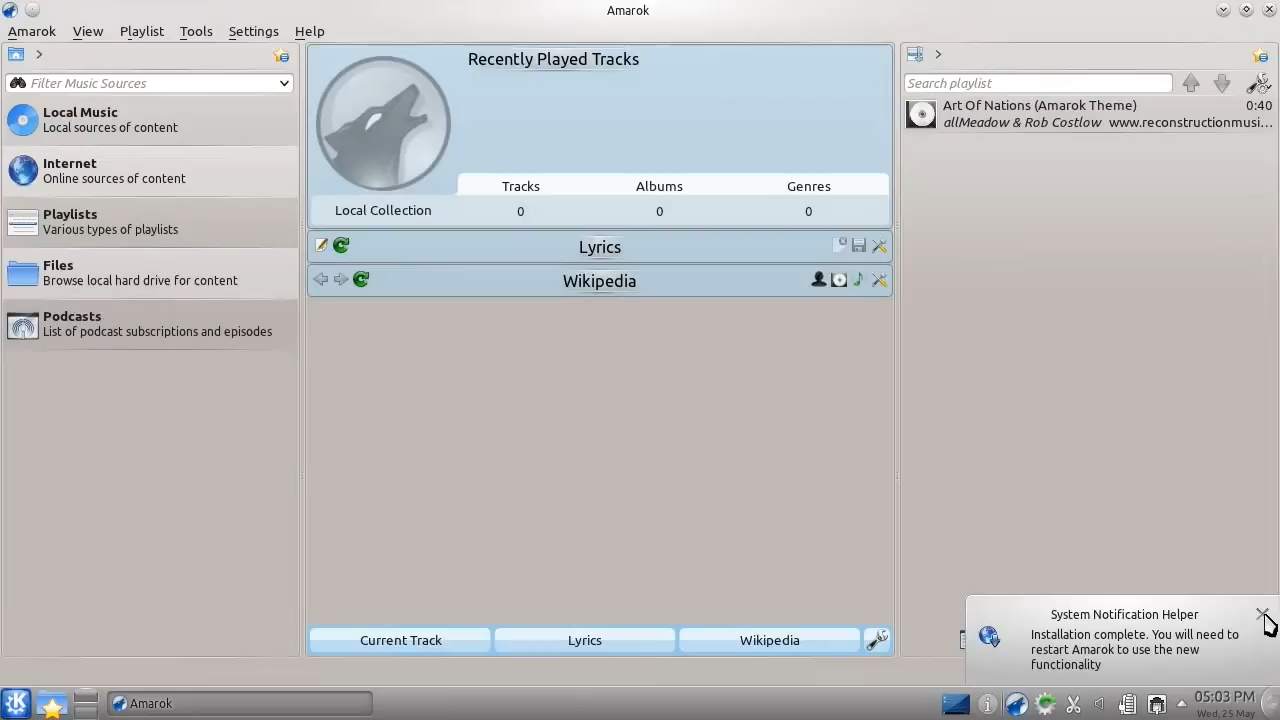 Amarok
Amarok View Playlist Tools Settings Help
Filter Music Sources
Local Music
Local sources of content
Internet
Online sources of content
Playlists
Various types of playlists
Files
Browse local hard drive for content
Podcasts
List of podcast subscriptions and episodes
Recently Played Tracks
Tracks Albums Genres
Local Collection 0 0 0
Lyrics
Wikipedia
Current Track Lyrics Wikipedia
Search playlist
Art Of Nations (Amarok Theme) 0:40
allMeadow & Rob Costlow www.reconstructionmusi...
System Notification Helper
Installation complete. You will need to
restart Amarok to use the new
functionality
Amarok
05:03 PM
Wed, 25 May